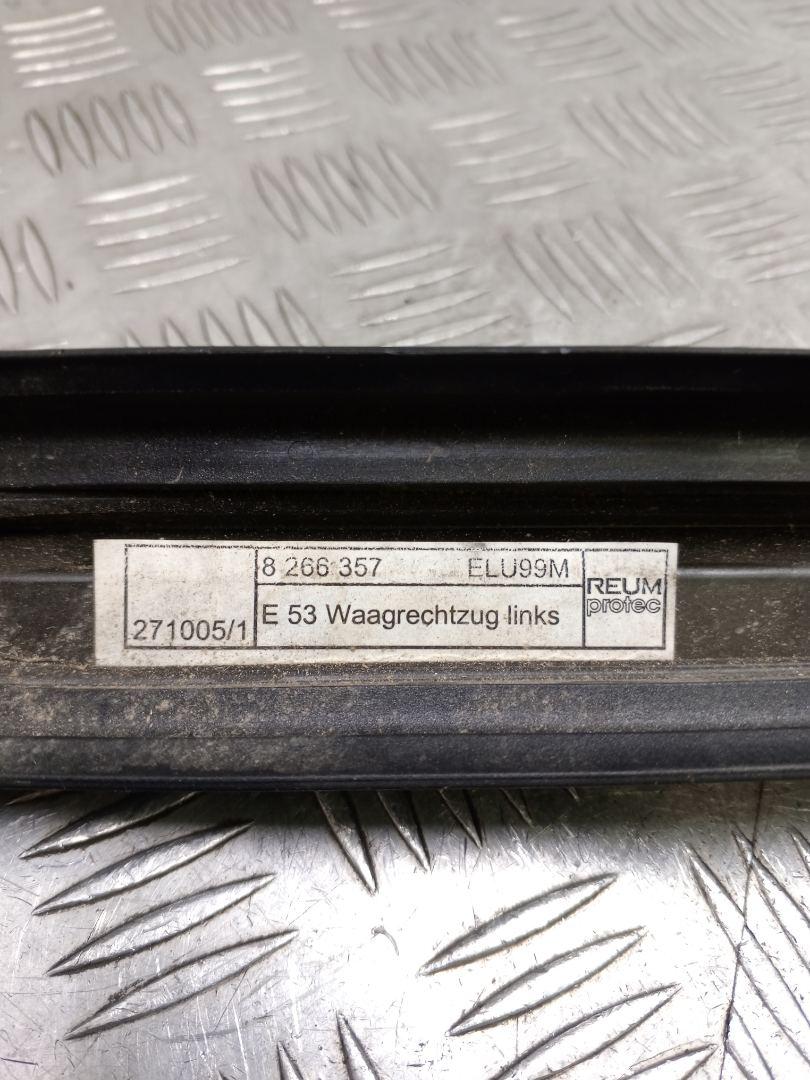 8 266 357 ELU99M
271005/1 E 53 Waagrechtzug links
REUM
protec